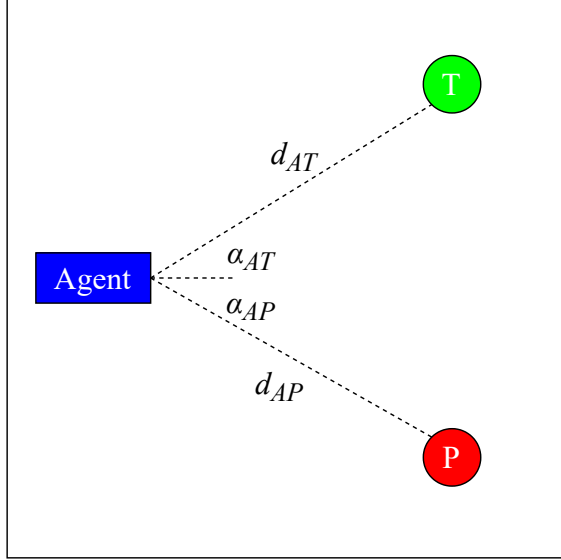 T
d_AT
α_AT
Agent
α_AP
d_AP
P